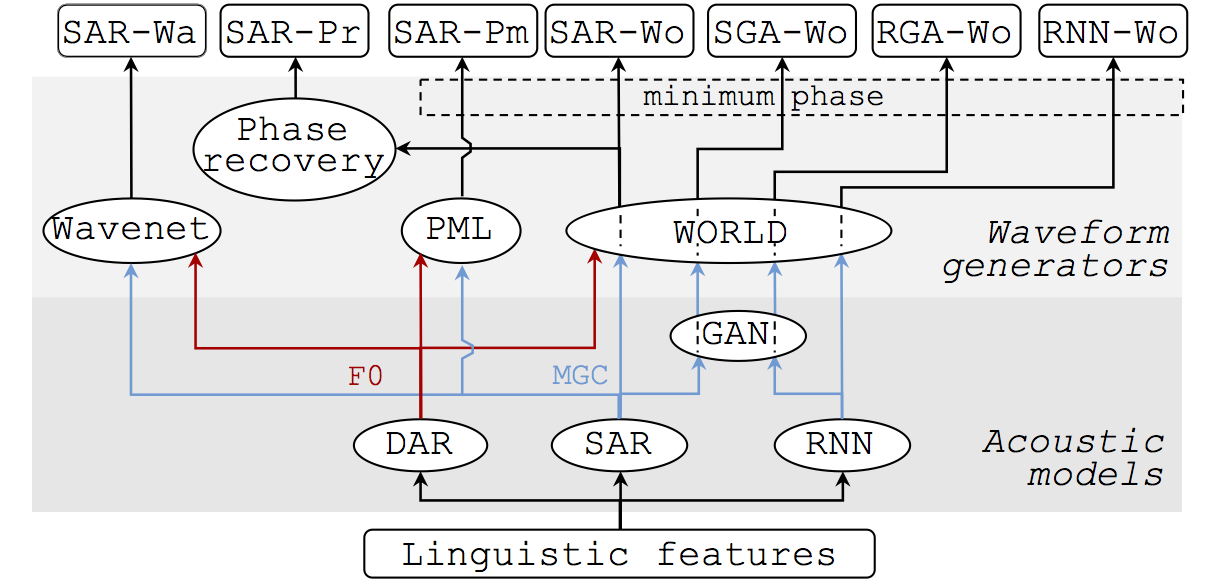 SAR-Wa SAR-Pr SAR-Pm SAR-Wo SGA-Wo RGA-Wo RNN-Wo
minimum phase
Phase
recovery
Wavenet PML WORLD
Waveform
generators
GAN
F0 MGC
DAR SAR RNN
Acoustic
models
Linguistic features